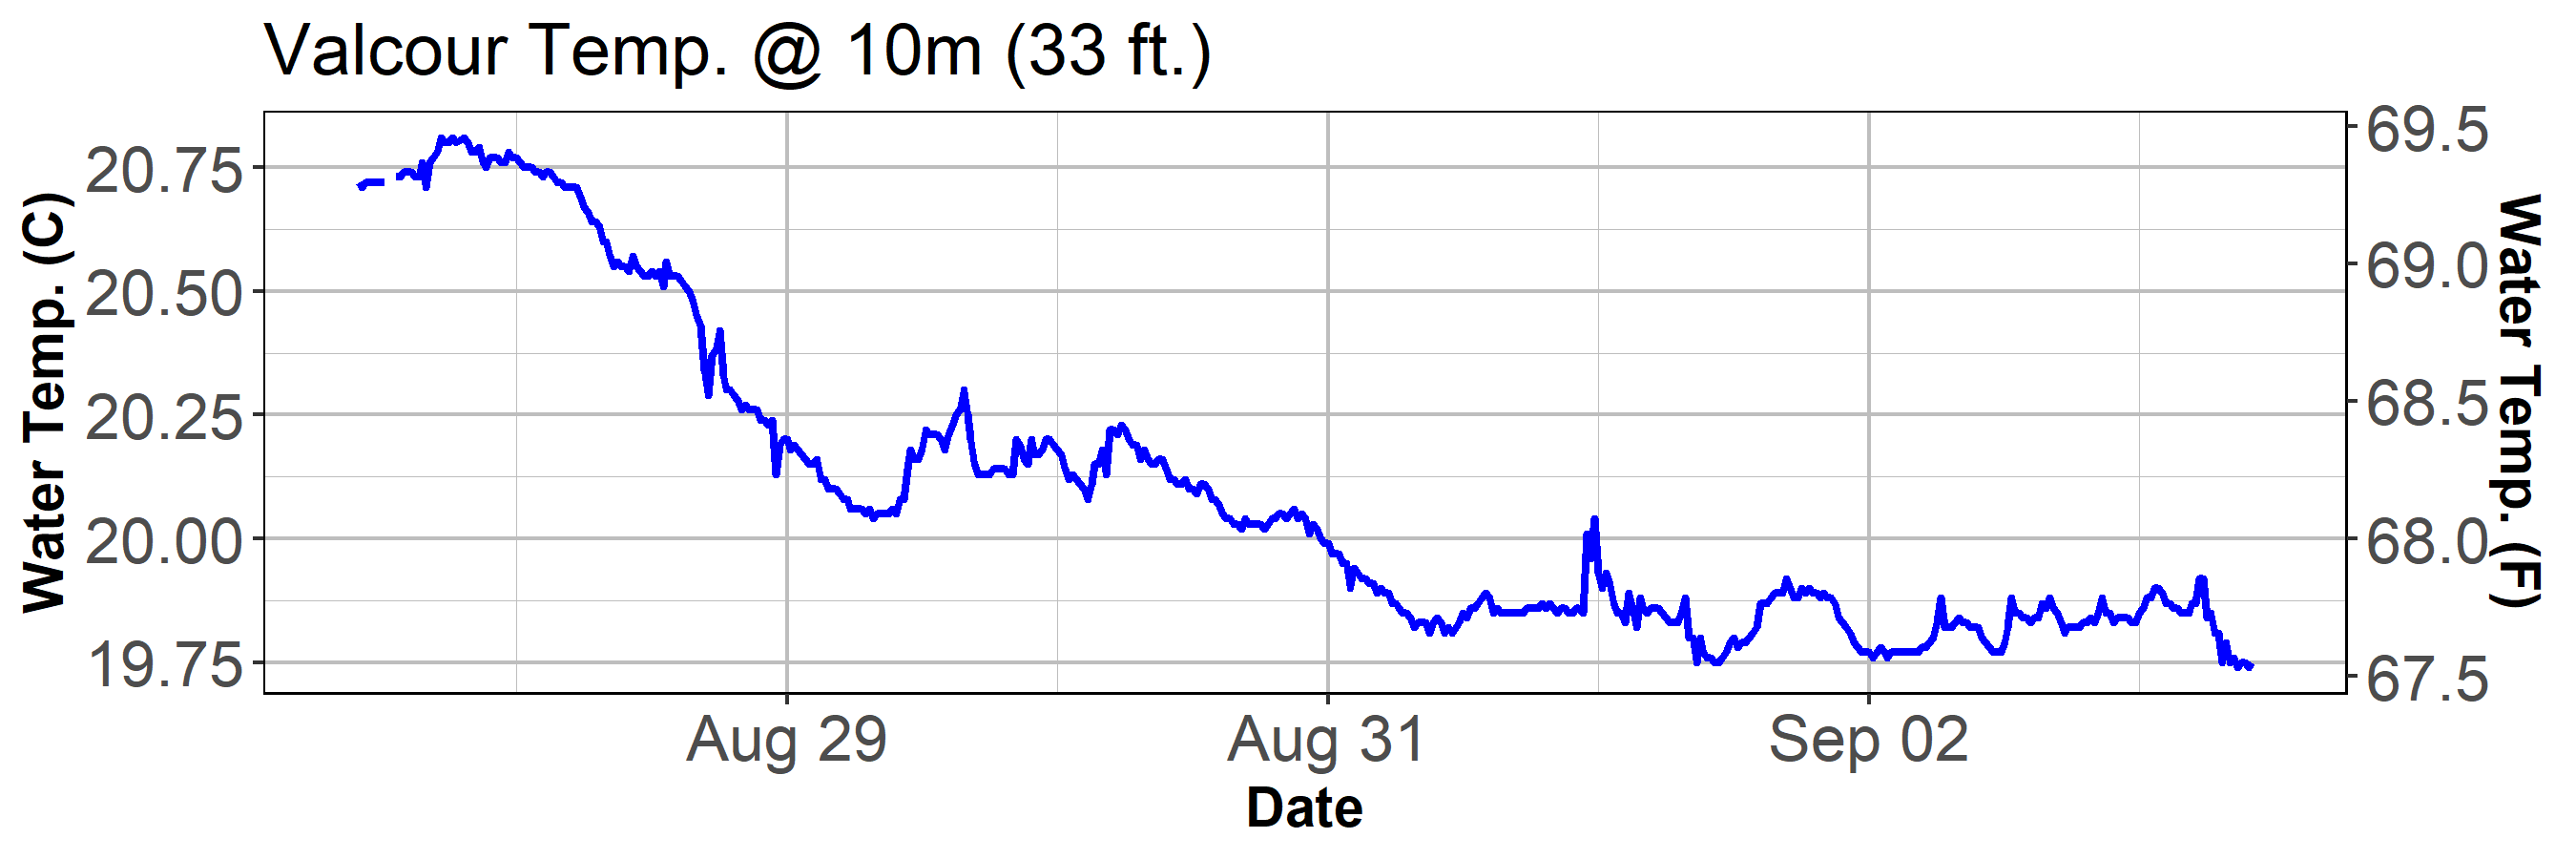 Valcour Temp. @ 10m (33 ft.)
Water Temp. (C)
20.75
20.50
20.25
20.00
19.75
69.5
69.0
68.5
68.0
67.5
Water Temp. (F)
Aug 29
Aug 31
Sep 02
Date